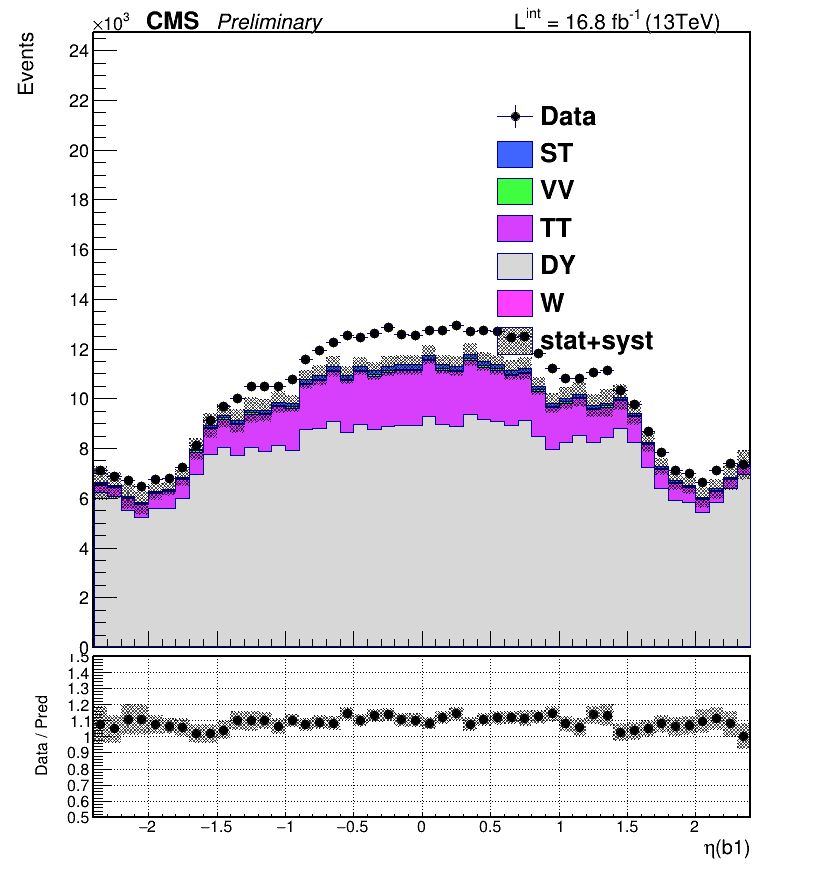 ×10³ CMS Preliminary L^int = 16.8 fb⁻¹ (13TeV)
Events
24
22
20
18
16
14
12
10
8
6
4
2
0
Data
ST
VV
TT
DY
W
stat+syst
Data / Pred
1.5
1.4
1.3
1.2
1.1
1
0.9
0.8
0.7
0.6
0.5
−2 −1.5 −1 −0.5 0 0.5 1 1.5 2
η(b1)